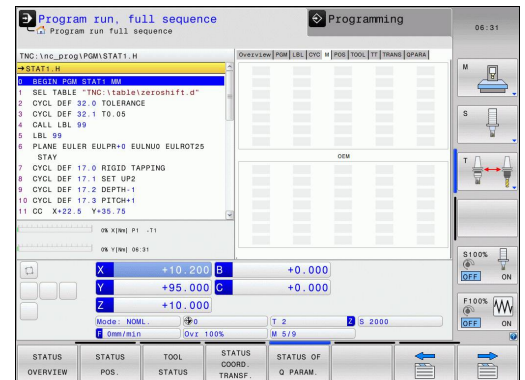 Program run, full sequence
Program run full sequence
Programming
06:31
TNC:\nc_prog\PGM\STAT1.H
→STAT1.H
0 BEGIN PGM STAT1 MM
1 SEL TABLE "TNC:\table\zeroshift.d"
2 CYCL DEF 32.0 TOLERANCE
3 CYCL DEF 32.1 T0.05
4 CALL LBL 99
5 LBL 99
6 PLANE EULER EULPR+0 EULNU0 EULROT25
STAY
7 CYCL DEF 17.0 RIGID TAPPING
8 CYCL DEF 17.1 SET UP2
9 CYCL DEF 17.2 DEPTH-1
10 CYCL DEF 17.3 PITCH+1
11 CC X+22.5 Y+35.75
Overview PGM LBL CYC M POS TOOL TT TRANS QPARA
OEM
0% X[Nm] P1 -T1
0% Y[Nm] 06:31
X +10.200 B +0.000
Y +95.000 C +0.000
Z +10.000
Mode: NOML. 0 T 2 Z S 2000
F 0mm/min Ovr 100% M 5/9
M
S
T
S100%
OFF ON
F100%
OFF ON
STATUS OVERVIEW
STATUS POS.
TOOL STATUS
STATUS COORD. TRANSF.
STATUS OF Q PARAM.